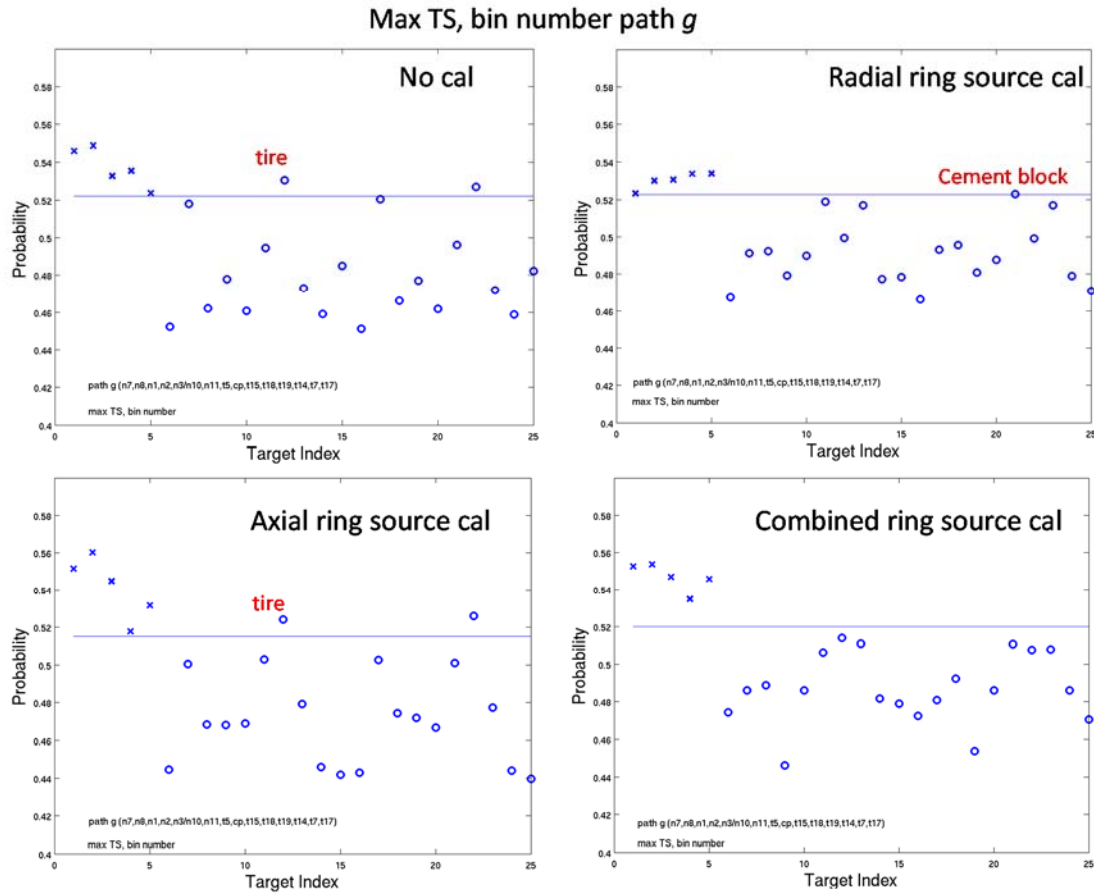 Max TS, bin number path g
No cal
tire
Probability
0.58
0.56
0.54
0.52
0.5
0.48
0.46
0.44
0.42
0.4
path g (n7,n8,n1,n2,n3/n10,n11,t5,cp,t15,t18,t19,t14,t7,t17)
max TS, bin number
0 5 10 15 20 25
Target Index
Radial ring source cal
Cement block
Probability
0.58
0.56
0.54
0.52
0.5
0.48
0.46
0.44
0.42
0.4
path g (n7,n8,n1,n2,n3/n10,n11,t5,cp,t15,t18,t19,t14,t7,t17)
max TS, bin number
0 5 10 15 20 25
Target Index
Axial ring source cal
tire
Probability
0.58
0.56
0.54
0.52
0.5
0.48
0.46
0.44
0.42
0.4
path g (n7,n8,n1,n2,n3/n10,n11,t5,cp,t15,t18,t19,t14,t7,t17)
max TS, bin number
0 5 10 15 20 25
Target Index
Combined ring source cal
Probability
0.58
0.56
0.54
0.52
0.5
0.48
0.46
0.44
0.42
0.4
path g (n7,n8,n1,n2,n3/n10,n11,t5,cp,t15,t18,t19,t14,t7,t17)
max TS, bin number
0 5 10 15 20 25
Target Index